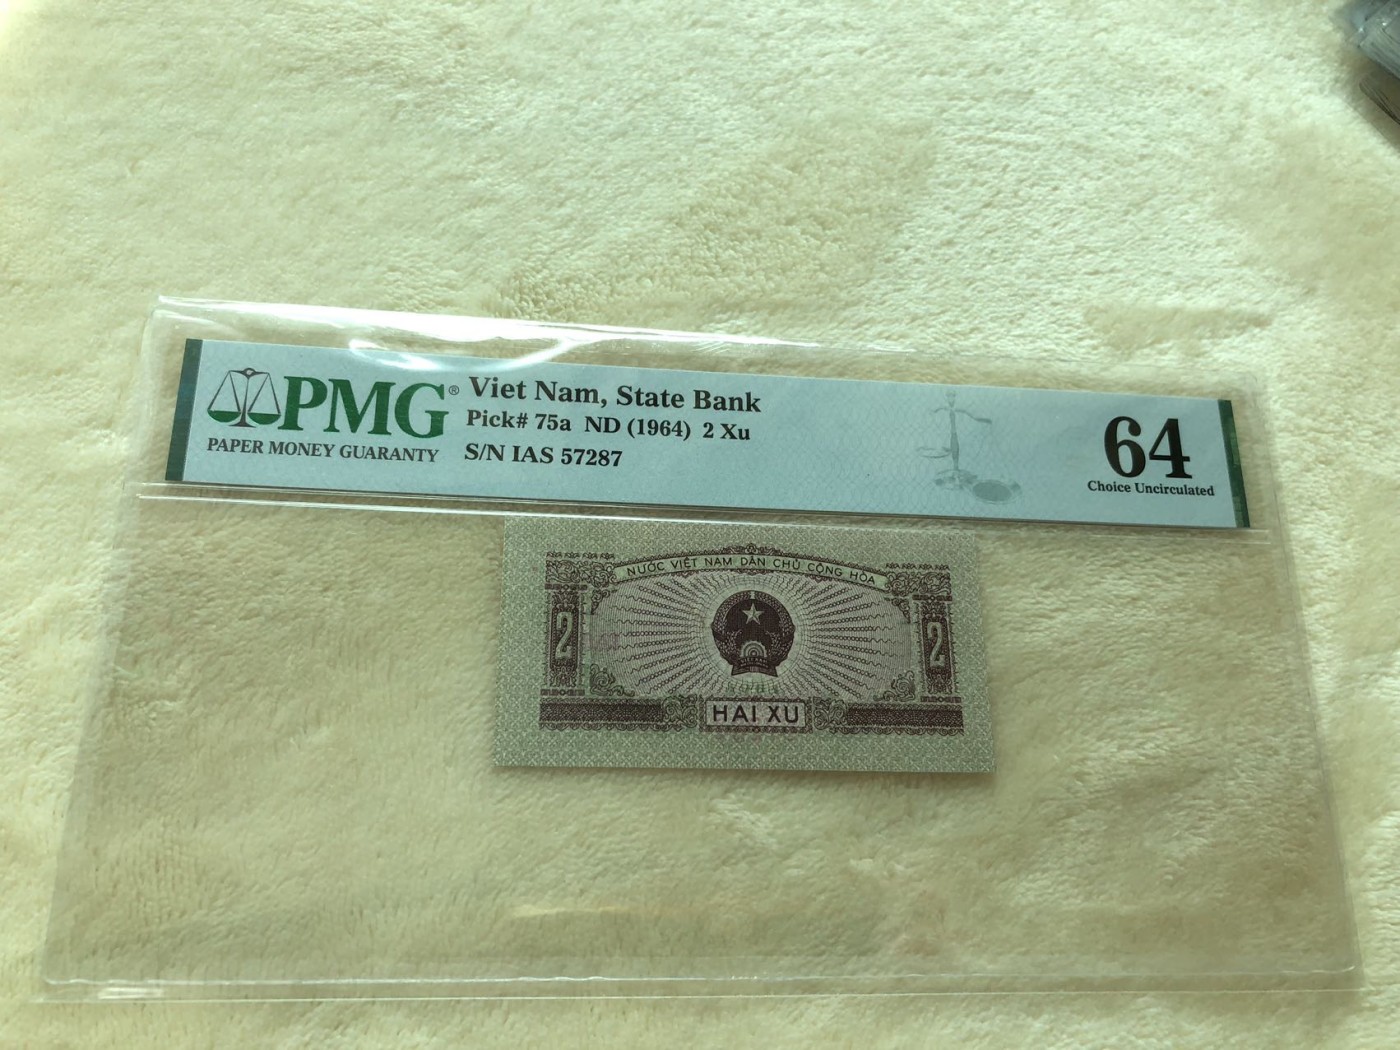 PMG®
PAPER MONEY GUARANTY
Viet Nam, State Bank
Pick# 75a ND (1964) 2 Xu
S/N IAS 57287
64
Choice Uncirculated
NƯỚC VIỆT NAM DÂN CHỦ CỘNG HÒA
2
2
HAI XU